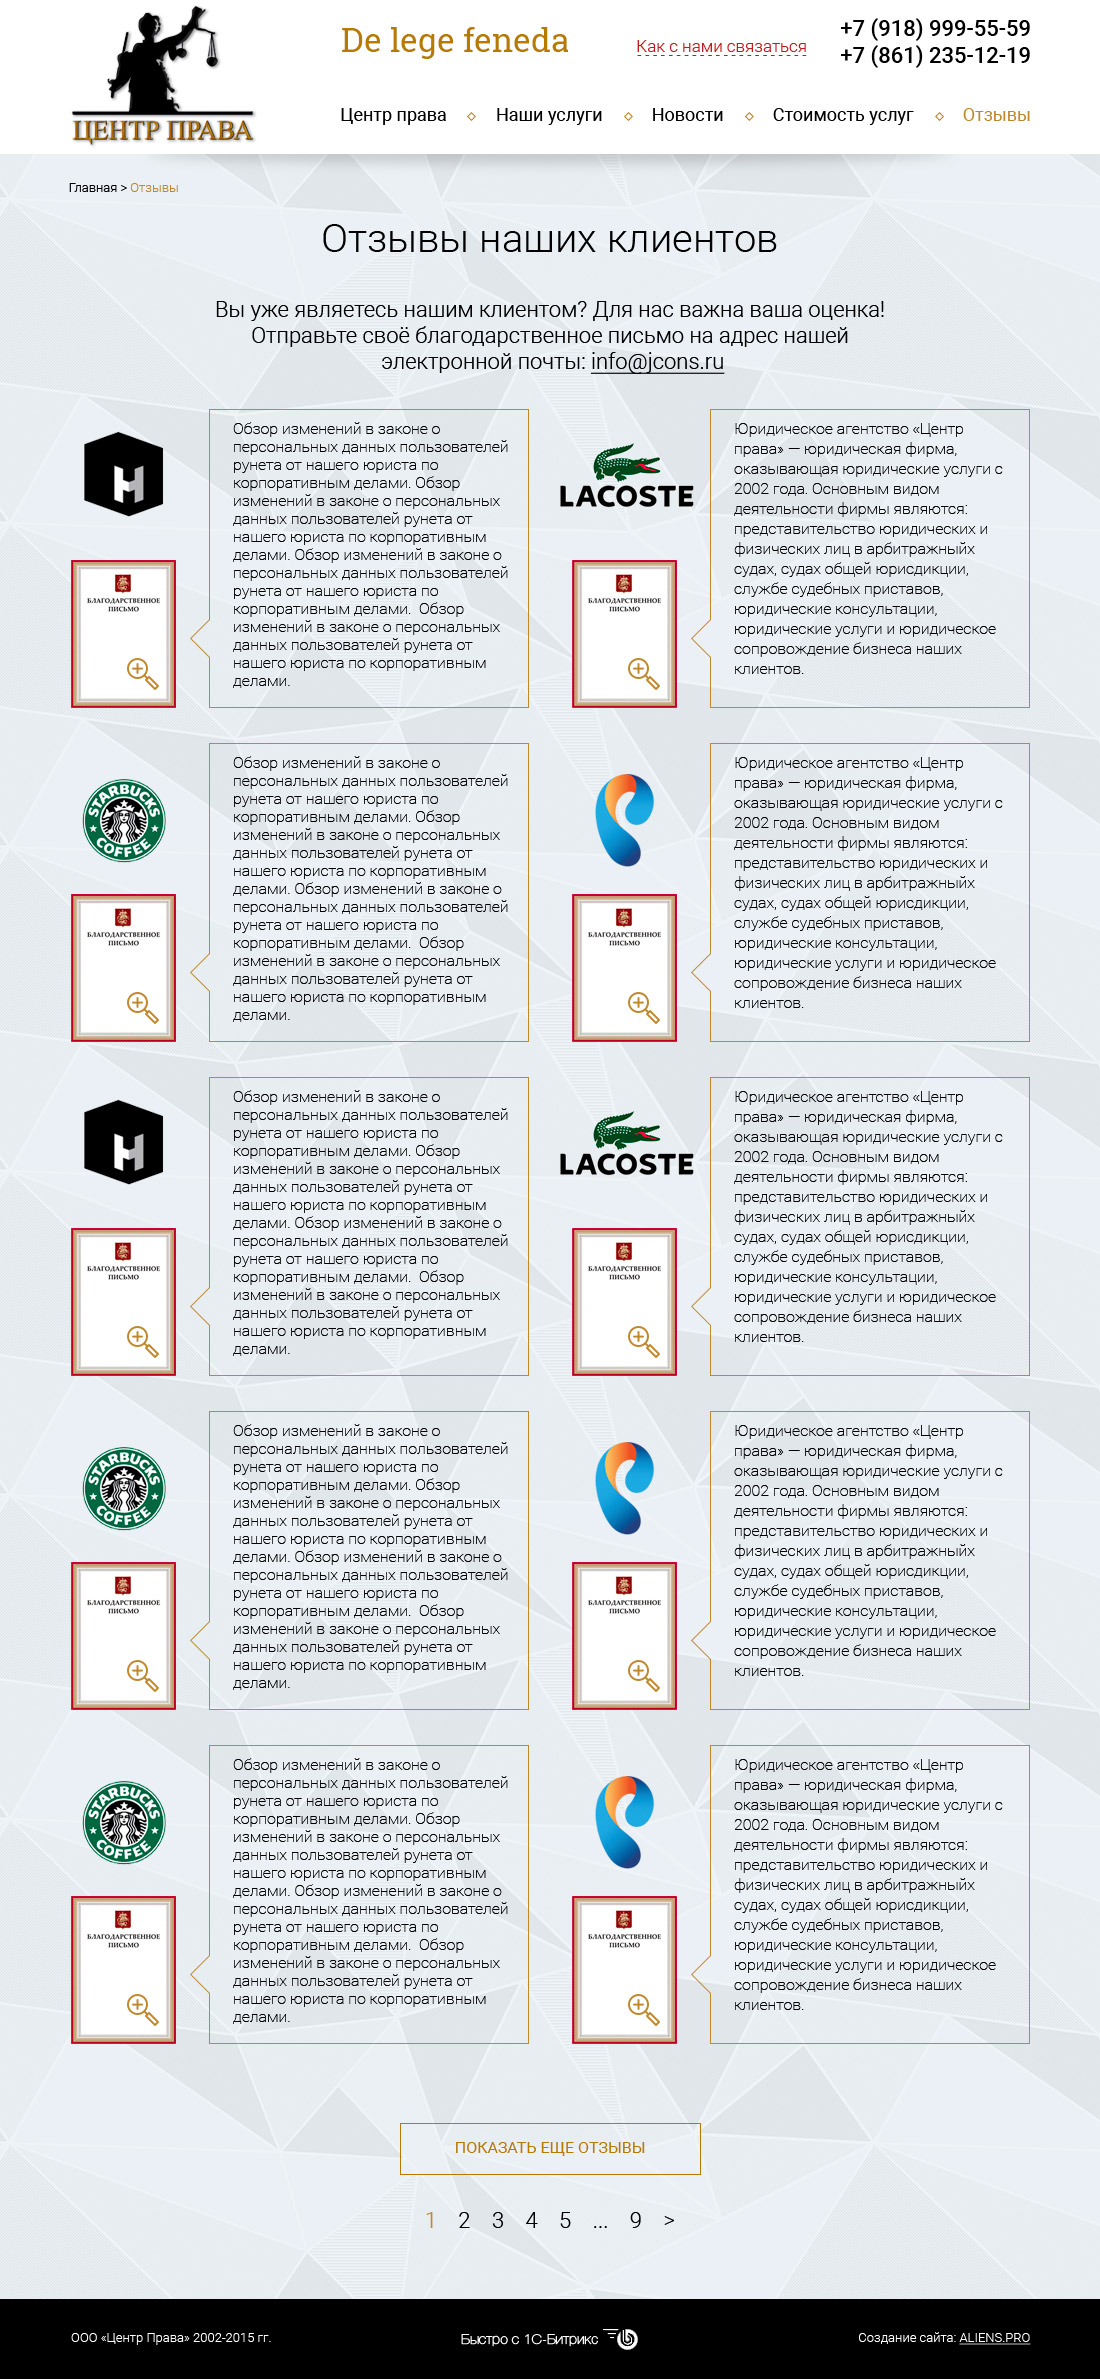 ЦЕНТР ПРАВА
De lege feneda
Как с нами связаться
+7 (918) 999-55-59
+7 (861) 235-12-19
Центр права
Наши услуги
Новости
Стоимость услуг
Отзывы
Главная > Отзывы
Отзывы наших клиентов
Вы уже являетесь нашим клиентом? Для нас важна ваша оценка!
Отправьте своё благодарственное письмо на адрес нашей
электронной почты: info@jcons.ru
H
БЛАГОДАРСТВЕННОЕ
ПИСЬМО
Обзор изменений в законе о
персональных данных пользователей
рунета от нашего юриста по
корпоративным делами. Обзор
изменений в законе о персональных
данных пользователей рунета от
нашего юриста по корпоративным
делами. Обзор изменений в законе о
персональных данных пользователей
рунета от нашего юриста по
корпоративным делами.  Обзор
изменений в законе о персональных
данных пользователей рунета от
нашего юриста по корпоративным
делами.
LACOSTE
БЛАГОДАРСТВЕННОЕ
ПИСЬМО
Юридическое агентство «Центр
права» — юридическая фирма,
оказывающая юридические услуги с
2002 года. Основным видом
деятельности фирмы являются:
представительство юридических и
физических лиц в арбитражныйх
судах, судах общей юрисдикции,
службе судебных приставов,
юридические консультации,
юридические услуги и юридическое
сопровождение бизнеса наших
клиентов.
STARBUCKS
COFFEE
БЛАГОДАРСТВЕННОЕ
ПИСЬМО
Обзор изменений в законе о
персональных данных пользователей
рунета от нашего юриста по
корпоративным делами. Обзор
изменений в законе о персональных
данных пользователей рунета от
нашего юриста по корпоративным
делами. Обзор изменений в законе о
персональных данных пользователей
рунета от нашего юриста по
корпоративным делами.  Обзор
изменений в законе о персональных
данных пользователей рунета от
нашего юриста по корпоративным
делами.
БЛАГОДАРСТВЕННОЕ
ПИСЬМО
Юридическое агентство «Центр
права» — юридическая фирма,
оказывающая юридические услуги с
2002 года. Основным видом
деятельности фирмы являются:
представительство юридических и
физических лиц в арбитражныйх
судах, судах общей юрисдикции,
службе судебных приставов,
юридические консультации,
юридические услуги и юридическое
сопровождение бизнеса наших
клиентов.
H
БЛАГОДАРСТВЕННОЕ
ПИСЬМО
Обзор изменений в законе о
персональных данных пользователей
рунета от нашего юриста по
корпоративным делами. Обзор
изменений в законе о персональных
данных пользователей рунета от
нашего юриста по корпоративным
делами. Обзор изменений в законе о
персональных данных пользователей
рунета от нашего юриста по
корпоративным делами.  Обзор
изменений в законе о персональных
данных пользователей рунета от
нашего юриста по корпоративным
делами.
LACOSTE
БЛАГОДАРСТВЕННОЕ
ПИСЬМО
Юридическое агентство «Центр
права» — юридическая фирма,
оказывающая юридические услуги с
2002 года. Основным видом
деятельности фирмы являются:
представительство юридических и
физических лиц в арбитражныйх
судах, судах общей юрисдикции,
службе судебных приставов,
юридические консультации,
юридические услуги и юридическое
сопровождение бизнеса наших
клиентов.
STARBUCKS
COFFEE
БЛАГОДАРСТВЕННОЕ
ПИСЬМО
Обзор изменений в законе о
персональных данных пользователей
рунета от нашего юриста по
корпоративным делами. Обзор
изменений в законе о персональных
данных пользователей рунета от
нашего юриста по корпоративным
делами. Обзор изменений в законе о
персональных данных пользователей
рунета от нашего юриста по
корпоративным делами.  Обзор
изменений в законе о персональных
данных пользователей рунета от
нашего юриста по корпоративным
делами.
БЛАГОДАРСТВЕННОЕ
ПИСЬМО
Юридическое агентство «Центр
права» — юридическая фирма,
оказывающая юридические услуги с
2002 года. Основным видом
деятельности фирмы являются:
представительство юридических и
физических лиц в арбитражныйх
судах, судах общей юрисдикции,
службе судебных приставов,
юридические консультации,
юридические услуги и юридическое
сопровождение бизнеса наших
клиентов.
STARBUCKS
COFFEE
БЛАГОДАРСТВЕННОЕ
ПИСЬМО
Обзор изменений в законе о
персональных данных пользователей
рунета от нашего юриста по
корпоративным делами. Обзор
изменений в законе о персональных
данных пользователей рунета от
нашего юриста по корпоративным
делами. Обзор изменений в законе о
персональных данных пользователей
рунета от нашего юриста по
корпоративным делами.  Обзор
изменений в законе о персональных
данных пользователей рунета от
нашего юриста по корпоративным
делами.
БЛАГОДАРСТВЕННОЕ
ПИСЬМО
Юридическое агентство «Центр
права» — юридическая фирма,
оказывающая юридические услуги с
2002 года. Основным видом
деятельности фирмы являются:
представительство юридических и
физических лиц в арбитражныйх
судах, судах общей юрисдикции,
службе судебных приставов,
юридические консультации,
юридические услуги и юридическое
сопровождение бизнеса наших
клиентов.
ПОКАЗАТЬ ЕЩЕ ОТЗЫВЫ
1 2 3 4 5 ... 9 >
ООО «Центр Права» 2002-2015 гг.
Быстро с 1С-Битрикс
Создание сайта: ALIENS.PRO